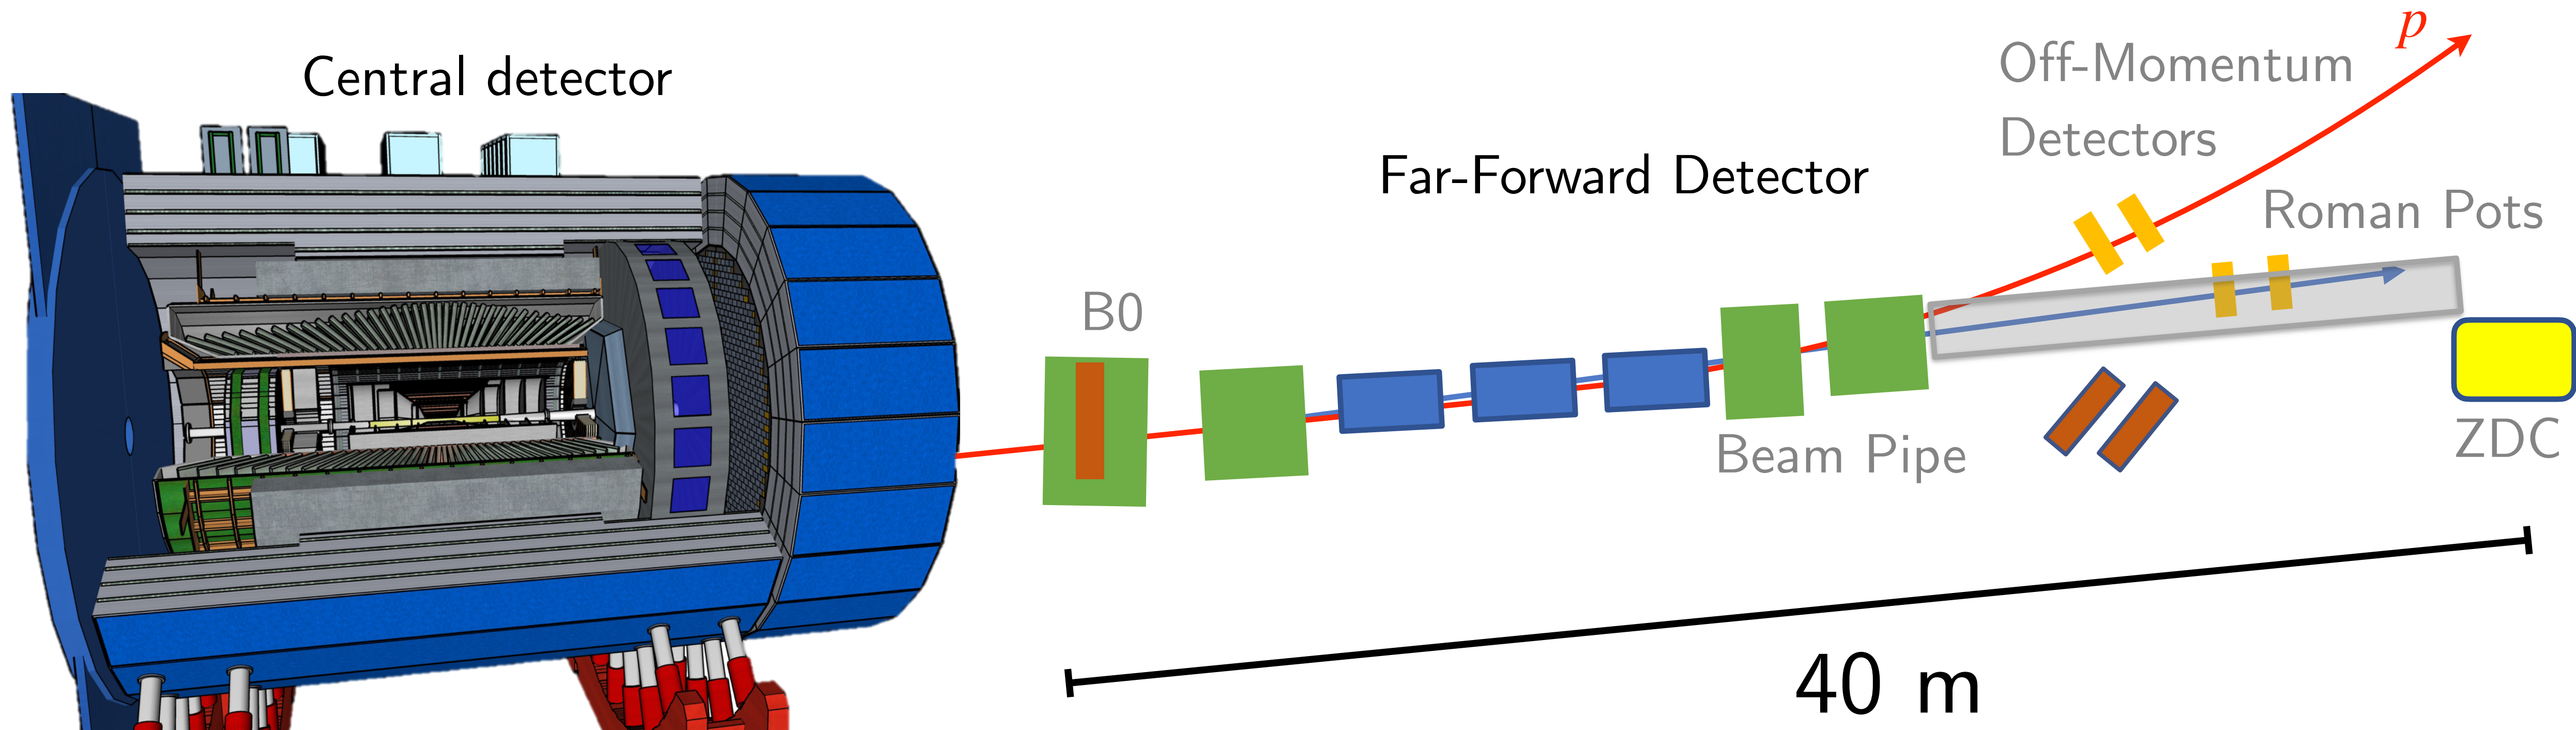 Central detector
p
Off-Momentum
Detectors
Far-Forward Detector
Roman Pots
B0
Beam Pipe
ZDC
40 m